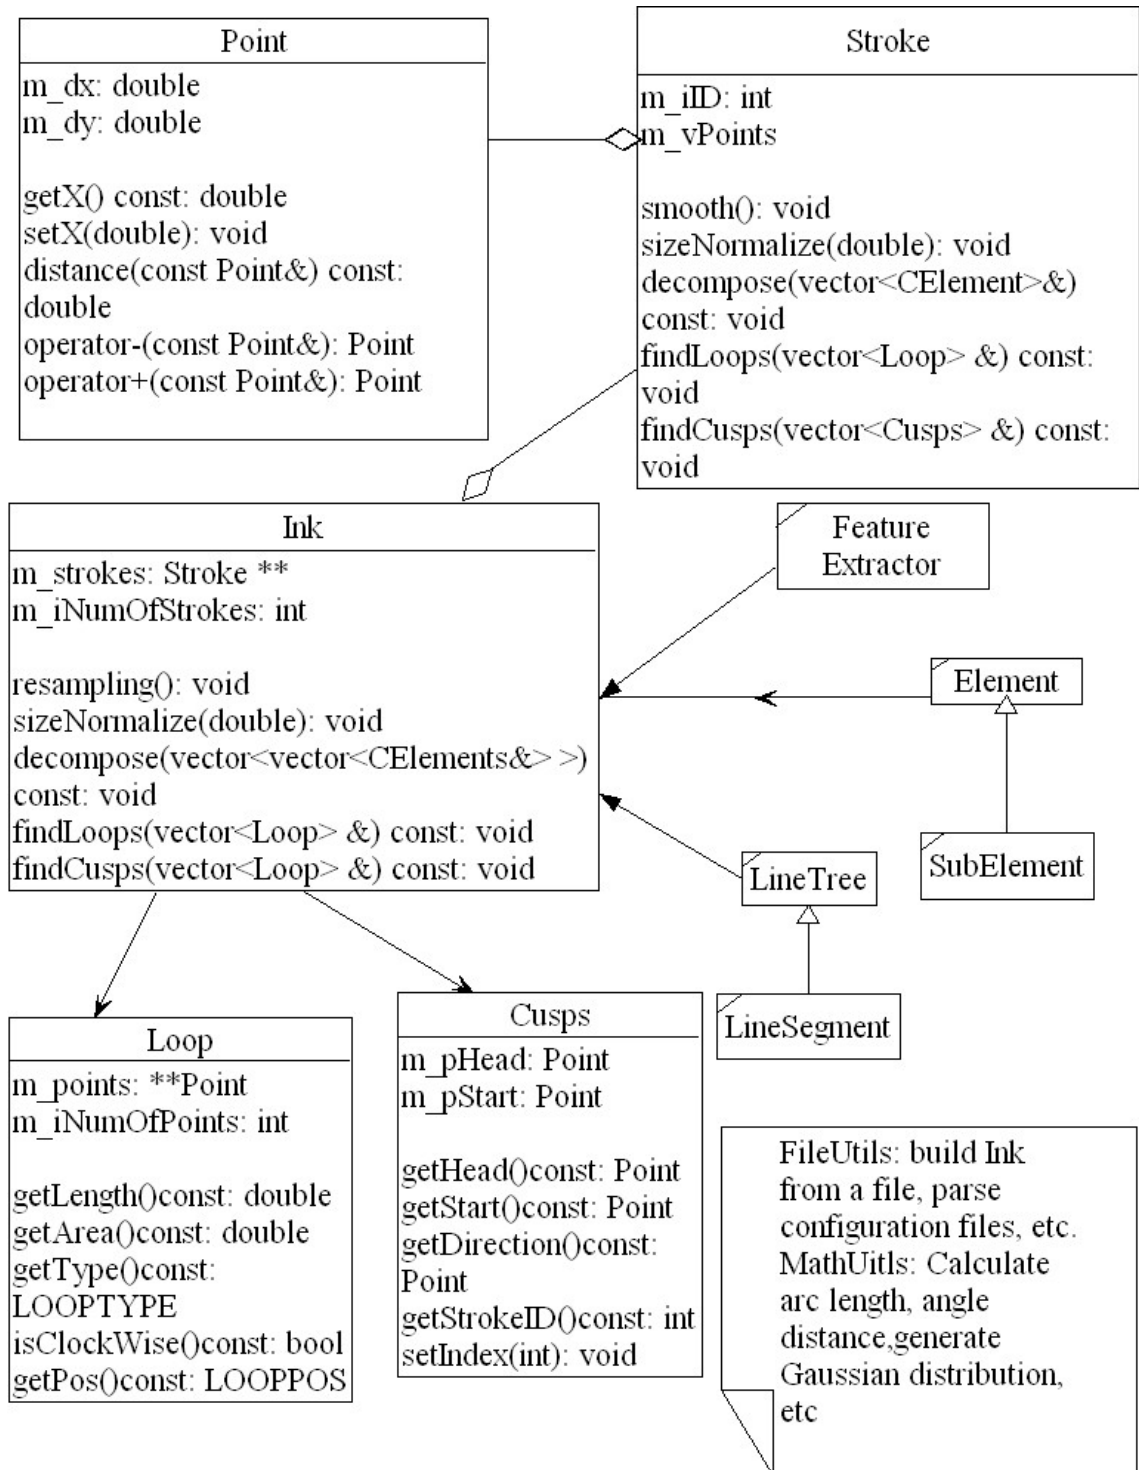 Point
m_dx: double
m_dy: double
getX() const: double
setX(double): void
distance(const Point&) const:
double
operator-(const Point&): Point
operator+(const Point&): Point
Stroke
m_iID: int
m_vPoints
smooth(): void
sizeNormalize(double): void
decompose(vector<CElement>&)
const: void
findLoops(vector<Loop> &) const:
void
findCusps(vector<Cusps> &) const:
void
Ink
m_strokes: Stroke **
m_iNumOfStrokes: int
resampling(): void
sizeNormalize(double): void
decompose(vector<vector<CElements&> >)
const: void
findLoops(vector<Loop> &) const: void
findCusps(vector<Loop> &) const: void
Feature
Extractor
Element
SubElement
LineTree
LineSegment
Loop
m_points: **Point
m_iNumOfPoints: int
getLength()const: double
getArea()const: double
getType()const:
LOOPTYPE
isClockWise()const: bool
getPos()const: LOOPPOS
Cusps
m_pHead: Point
m_pStart: Point
getHead()const: Point
getStart()const: Point
getDirection()const:
Point
getStrokeID()const: int
setIndex(int): void
FileUtils: build Ink
from a file, parse
configuration files, etc.
MathUitls: Calculate
arc length, angle
distance,generate
Gaussian distribution,
etc